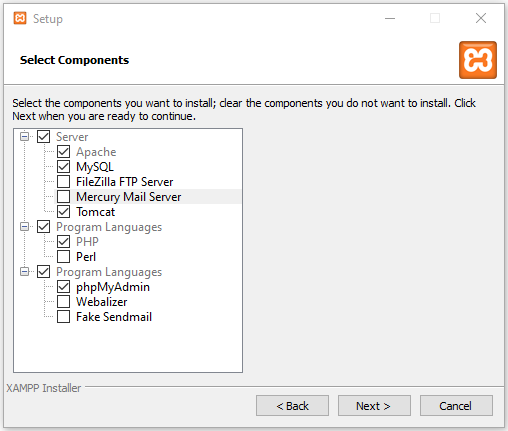 Setup
Select Components
Select the components you want to install; clear the components you do not want to install. Click
Next when you are ready to continue.
Server
Apache
MySQL
FileZilla FTP Server
Mercury Mail Server
Tomcat
Program Languages
PHP
Perl
Program Languages
phpMyAdmin
Webalizer
Fake Sendmail
XAMPP Installer
< Back
Next >
Cancel